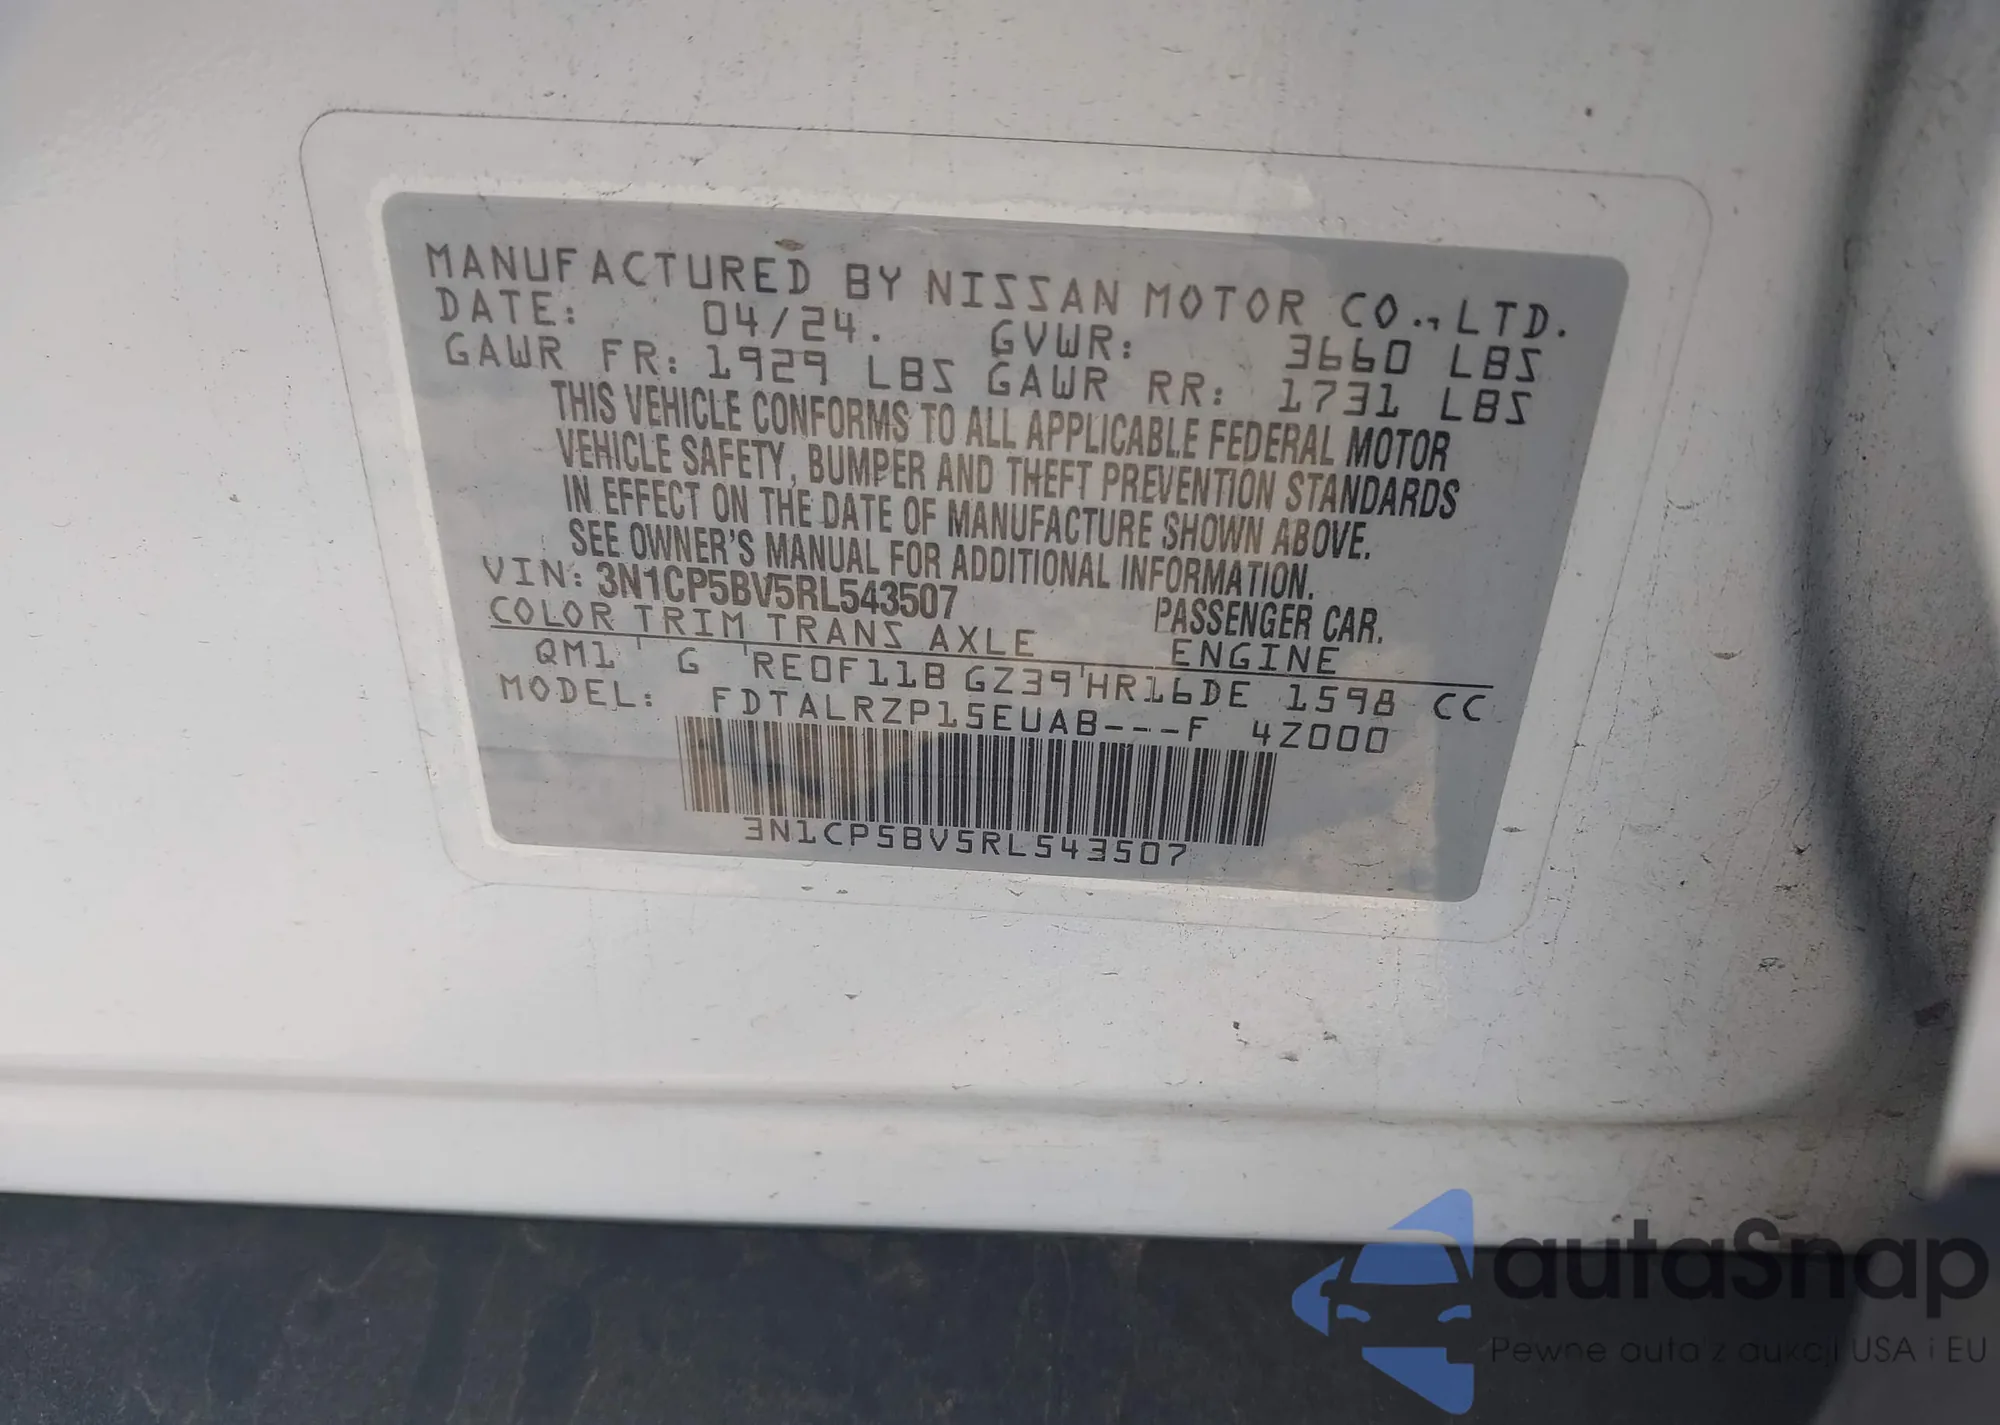 MANUFACTURED BY NISSAN MOTOR CO., LTD.
DATE: 04/24. GVWR: 3660 LBS
GAWR FR: 1929 LBS GAWR RR: 1731 LBS
THIS VEHICLE CONFORMS TO ALL APPLICABLE FEDERAL MOTOR
VEHICLE SAFETY, BUMPER AND THEFT PREVENTION STANDARDS
IN EFFECT ON THE DATE OF MANUFACTURE SHOWN ABOVE.
SEE OWNER'S MANUAL FOR ADDITIONAL INFORMATION.
VIN: 3N1CP5BV5RL543507 PASSENGER CAR.
COLOR TRIM TRANS AXLE ENGINE
QM1 G RE0F11B GZ39 HR16DE 1598 CC
MODEL: FDTALRZP15EUAB---F 4Z000
3N1CP5BV5RL543507
autaSnap
Pewne auta z aukcji USA i EU